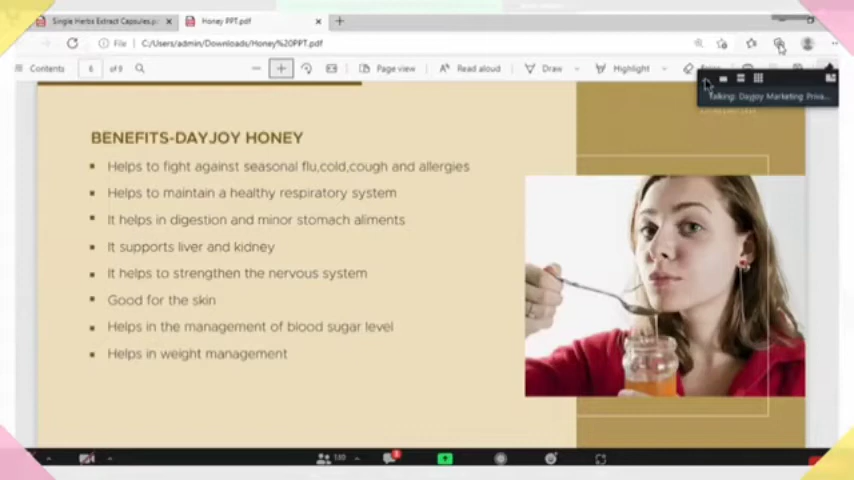 Single Herbs Extract Capsules.p
Honey PPT.pdf
File
C:/Users/admin/Downloads/Honey%20PPT.pdf
Contents
6
of 9
Page view
Read aloud
Draw
Highlight
Talking: Dayjoy Marketing Priva...
BENEFITS-DAYJOY HONEY
Helps to fight against seasonal flu,cold,cough and allergies
Helps to maintain a healthy respiratory system
It helps in digestion and minor stomach aliments
It supports liver and kidney
It helps to strengthen the nervous system
Good for the skin
Helps in the management of blood sugar level
Helps in weight management
130